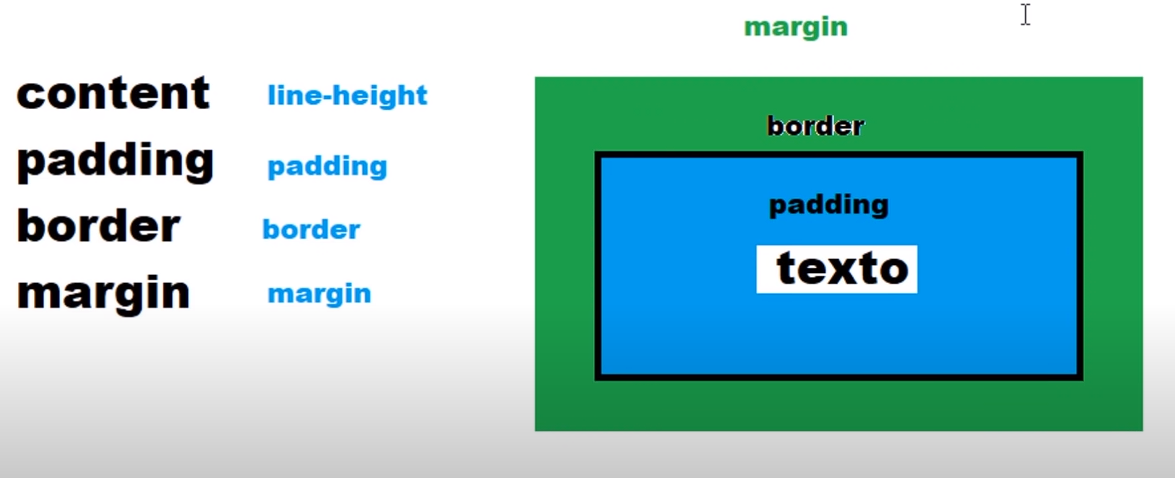 content line-height
padding padding
border border
margin margin
margin
border
padding
texto